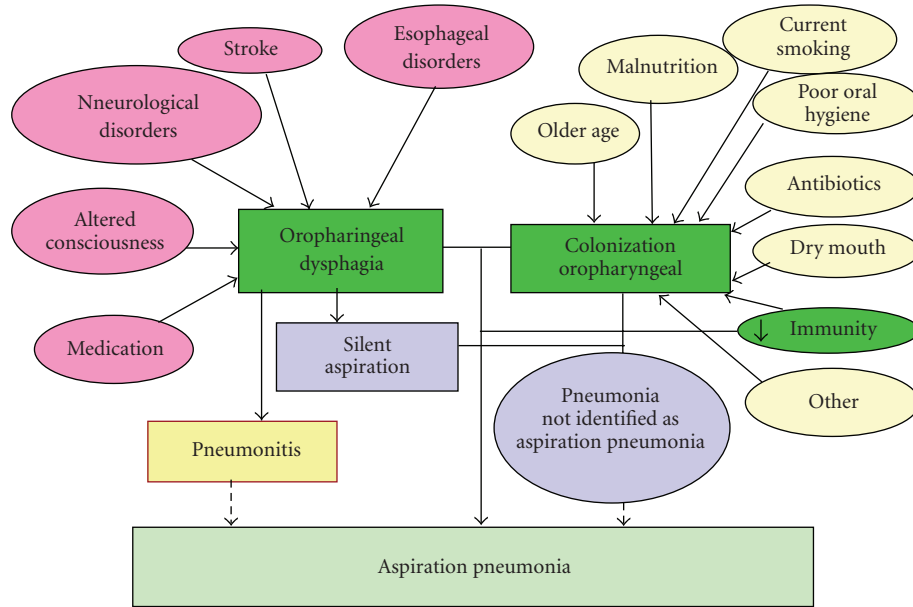 Stroke
Esophageal
disorders
Nneurological
disorders
Altered
consciousness
Medication
Malnutrition
Current
smoking
Older age
Poor oral
hygiene
Antibiotics
Dry mouth
↓ Immunity
Other
Oropharingeal
dysphagia
Colonization
oropharyngeal
Silent
aspiration
Pneumonia
not identified as
aspiration pneumonia
Pneumonitis
Aspiration pneumonia